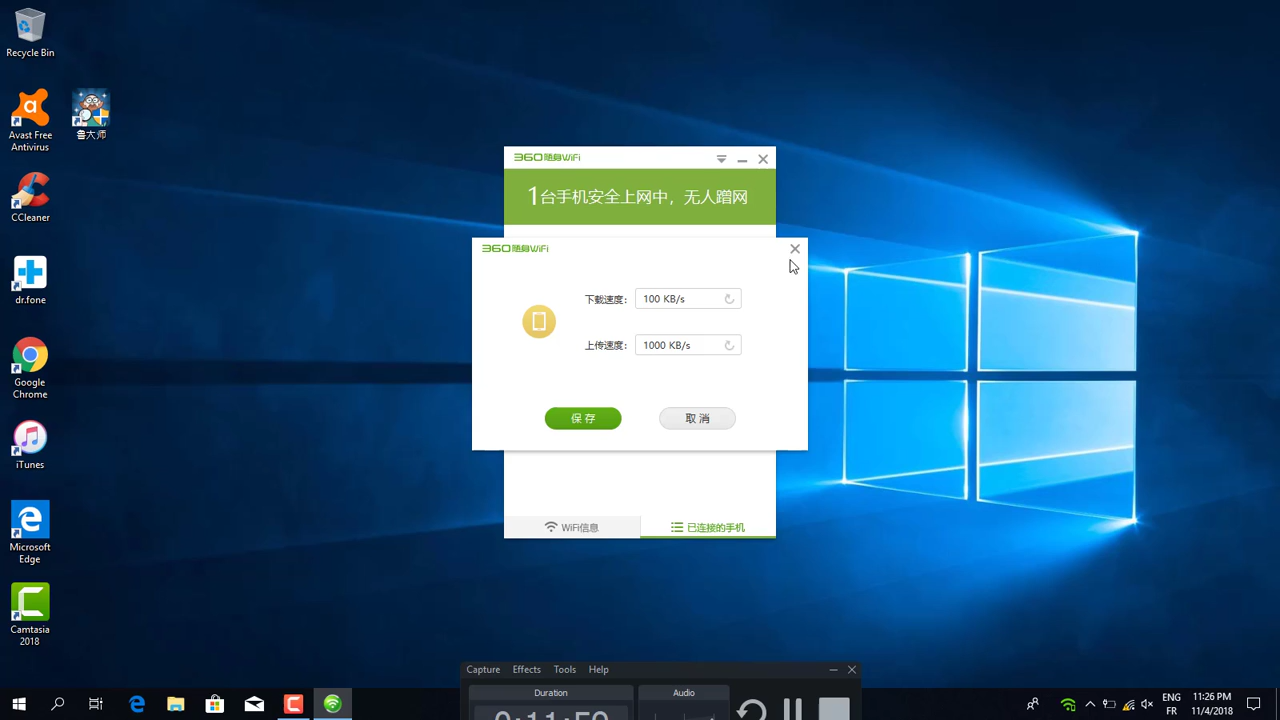 Recycle Bin
Avast Free
Antivirus
鲁大师
CCleaner
dr.fone
Google
Chrome
iTunes
Microsoft
Edge
Camtasia
2018
360随身WiFi
1台手机安全上网中，无人蹭网
360随身WiFi
下载速度： 100 KB/s
上传速度： 1000 KB/s
保存 取消
WiFi信息 已连接的手机
Capture Effects Tools Help
Duration Audio
0:11:59
ENG 11:26 PM
FR 11/4/2018